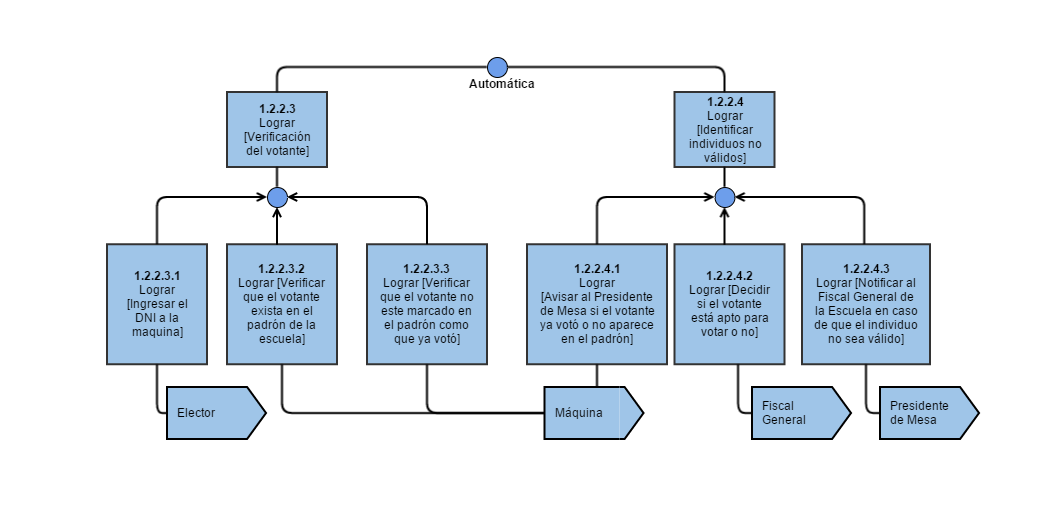 Automática
1.2.2.3
Lograr
[Verificación
del votante]
1.2.2.4
Lograr
[Identificar
individuos no
válidos]
1.2.2.3.1
Lograr
[Ingresar el
DNI a la
maquina]
1.2.2.3.2
Lograr [Verificar
que el votante
exista en el
padrón de la
escuela]
1.2.2.3.3
Lograr [Verificar
que el votante no
este marcado en
el padrón como
que ya votó]
1.2.2.4.1
Lograr
[Avisar al Presidente
de Mesa si el votante
ya votó o no aparece
en el padrón]
1.2.2.4.2
Lograr [Decidir
si el votante
está apto para
votar o no]
1.2.2.4.3
Lograr [Notificar al
Fiscal General de
la Escuela en caso
de que el individuo
no sea válido]
Elector
Máquina
Fiscal
General
Presidente
de Mesa